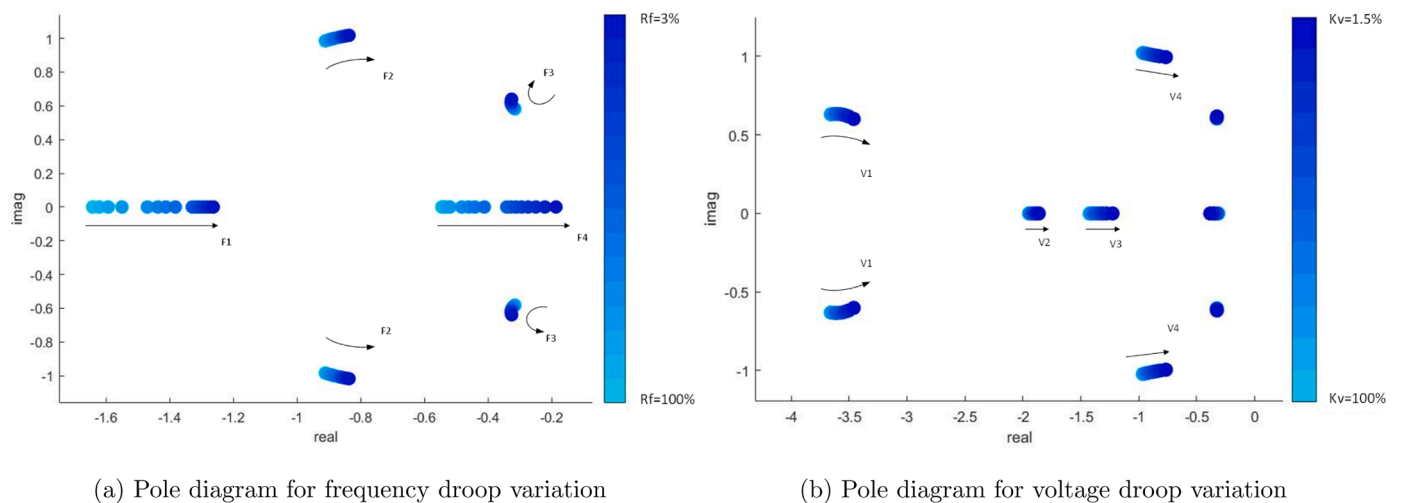 1
0.8
0.6
0.4
0.2
0
-0.2
-0.4
-0.6
-0.8
-1
imag
-1.6
-1.4
-1.2
-1
-0.8
-0.6
-0.4
-0.2
real
F2
F3
F1
F4
F2
F3
Rf=3%
Rf=100%
(a) Pole diagram for frequency droop variation
1
0.5
0
-0.5
-1
imag
-4
-3.5
-3
-2.5
-2
-1.5
-1
-0.5
0
real
V4
V1
V2
V3
V1
V4
Kv=1.5%
Kv=100%
(b) Pole diagram for voltage droop variation